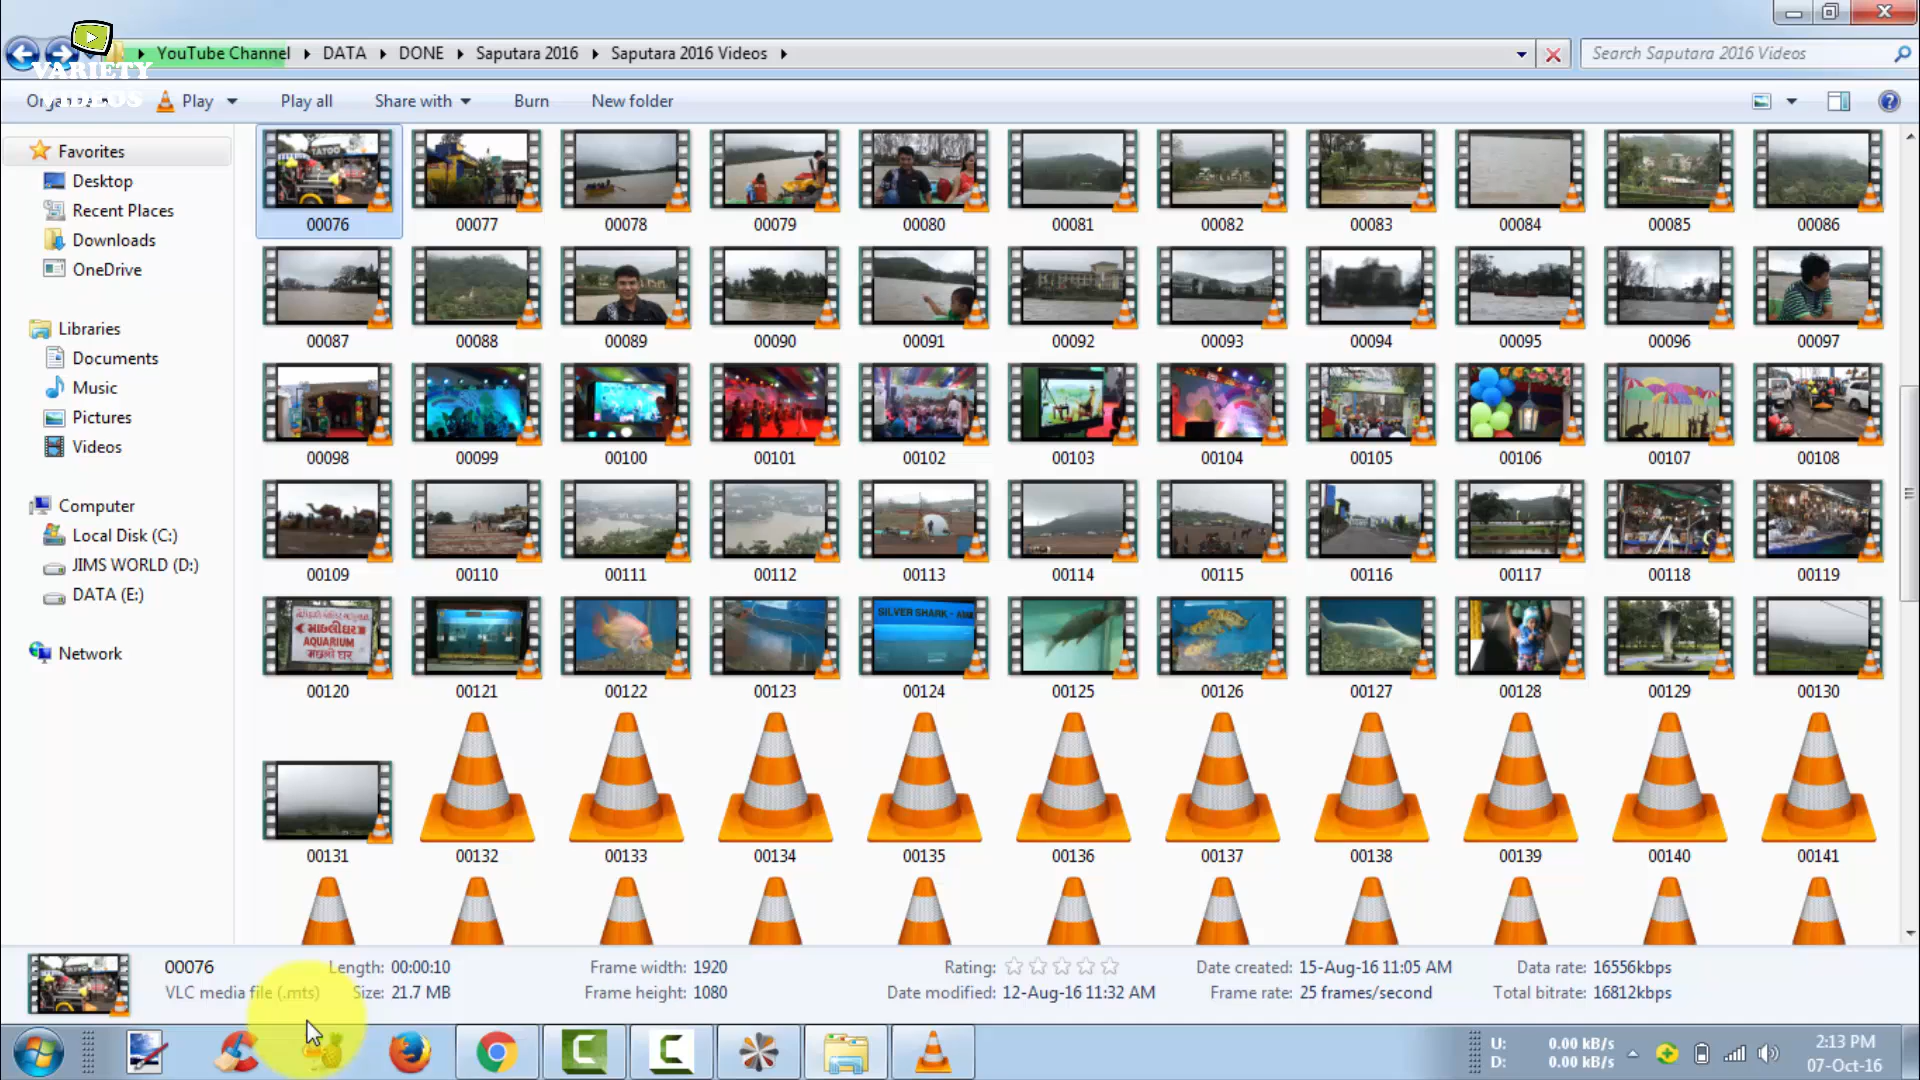 VARIETY
VIDEOS
YouTube Channel DATA DONE Saputara 2016 Saputara 2016 Videos
Search Saputara 2016 Videos
Play Play all Share with Burn New folder
Favorites
Desktop
Recent Places
Downloads
OneDrive
Libraries
Documents
Music
Pictures
Videos
Computer
Local Disk (C:)
JIMS WORLD (D:)
DATA (E:)
Network
TATOO
00076 00077 00078 00079 00080 00081 00082 00083 00084 00085 00086
00087 00088 00089 00090 00091 00092 00093 00094 00095 00096 00097
00098 00099 00100 00101 00102 00103 00104 00105 00106 00107 00108
00109 00110 00111 00112 00113 00114 00115 00116 00117 00118 00119
માછલીઘર
AQUARIUM
SILVER SHARK
00120 00121 00122 00123 00124 00125 00126 00127 00128 00129 00130
00131 00132 00133 00134 00135 00136 00137 00138 00139 00140 00141
00076 Length: 00:00:10 Frame width: 1920 Rating: Date created: 15-Aug-16 11:05 AM Data rate: 16556kbps
VLC media file (.mts) Size: 21.7 MB Frame height: 1080 Date modified: 12-Aug-16 11:32 AM Frame rate: 25 frames/second Total bitrate: 16812kbps
U: 0.00 kB/s
D: 0.00 kB/s
2:13 PM
07-Oct-16